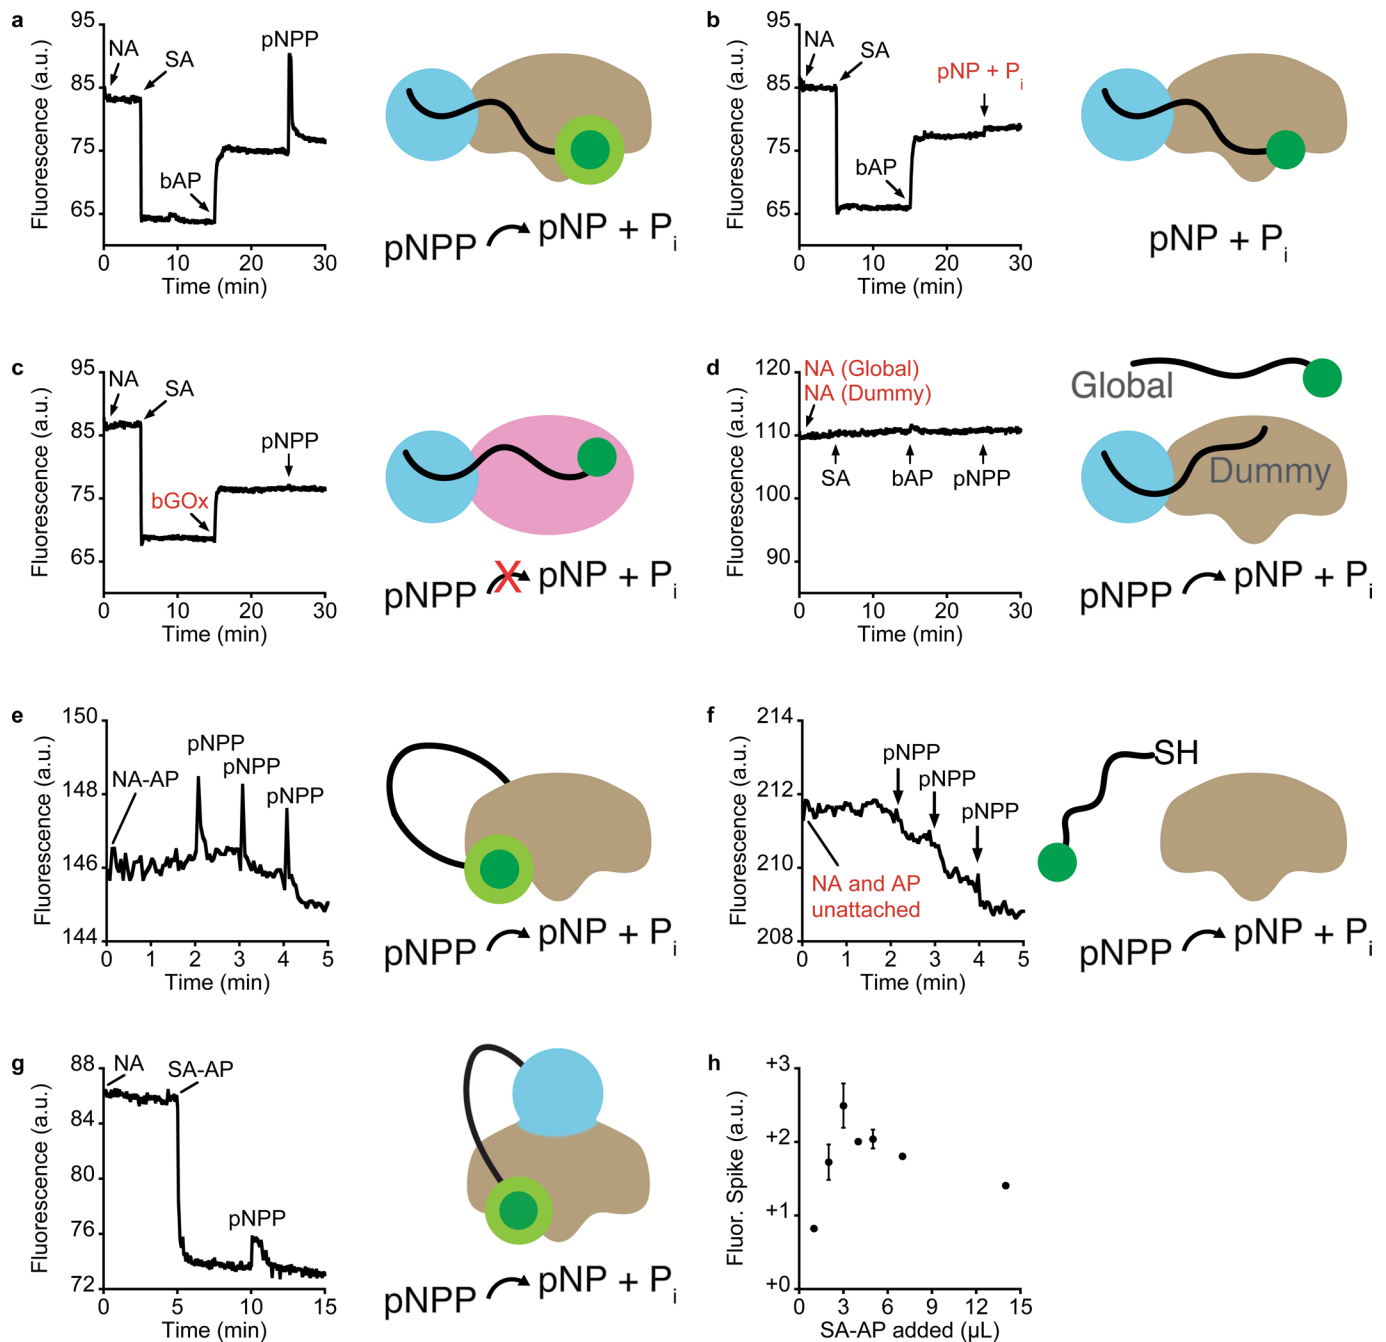 a
95
85
75
65
Fluorescence (a.u.)
NA
SA
bAP
pNPP
0
10
20
30
Time (min)
pNPP
pNP + Pi
b
95
85
75
65
Fluorescence (a.u.)
NA
SA
bAP
pNP + Pi
0
10
20
30
Time (min)
pNP + Pi
c
95
85
75
65
Fluorescence (a.u.)
NA
SA
bGOx
pNPP
0
10
20
30
Time (min)
pNPP
X
pNP + Pi
d
120
110
100
90
Fluorescence (a.u.)
NA (Global)
NA (Dummy)
SA
bAP
pNPP
0
10
20
30
Time (min)
Global
Dummy
pNPP
pNP + Pi
e
150
148
146
144
Fluorescence (a.u.)
NA-AP
pNPP
pNPP
pNPP
0
1
2
3
4
5
Time (min)
pNPP
pNP + Pi
f
214
212
210
208
Fluorescence (a.u.)
pNPP
pNPP
pNPP
NA and AP
unattached
0
1
2
3
4
5
Time (min)
SH
pNPP
pNP + Pi
g
88
84
80
76
72
Fluorescence (a.u.)
NA
SA-AP
pNPP
0
5
10
15
Time (min)
pNPP
pNP + Pi
h
+3
+2
+1
+0
Fluor. Spike (a.u.)
0
3
6
9
12
15
SA-AP added (µL)